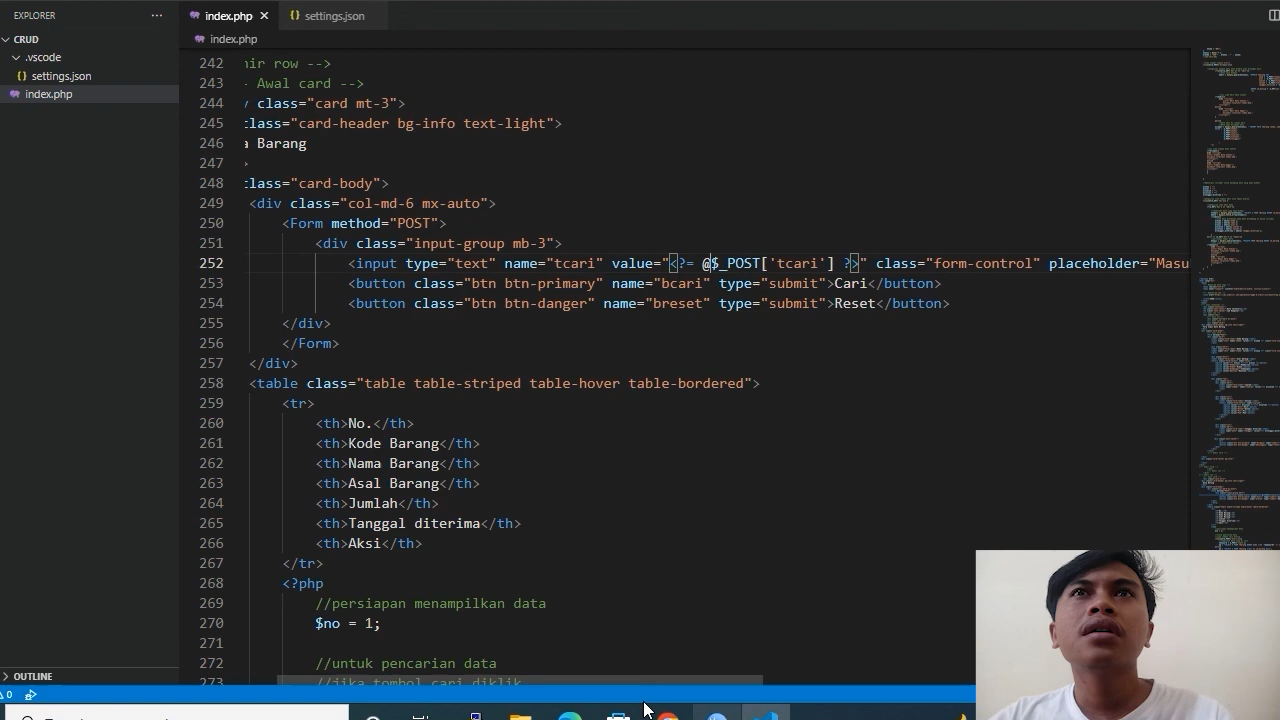 EXPLORER
···
index.php
settings.json
CRUD
index.php
.vscode
settings.json
index.php
242 hir row -->
243 - Awal card -->
244 / class="card mt-3">
245 class="card-header bg-info text-light">
246 a Barang
247 >
248 class="card-body">
249 <div class="col-md-6 mx-auto">
250 <Form method="POST">
251 <div class="input-group mb-3">
252 <input type="text" name="tcari" value="<?= @$_POST['tcari'] ?>" class="form-control" placeholder="Masu
253 <button class="btn btn-primary" name="bcari" type="submit">Cari</button>
254 <button class="btn btn-danger" name="breset" type="submit">Reset</button>
255 </div>
256 </Form>
257 </div>
258 <table class="table table-striped table-hover table-bordered">
259 <tr>
260 <th>No.</th>
261 <th>Kode Barang</th>
262 <th>Nama Barang</th>
263 <th>Asal Barang</th>
264 <th>Jumlah</th>
265 <th>Tanggal diterima</th>
266 <th>Aksi</th>
267 </tr>
268 <?php
269 //persiapan menampilkan data
270 $no = 1;
271
272 //untuk pencarian data
273 //jika tombol cari diklik
OUTLINE
0